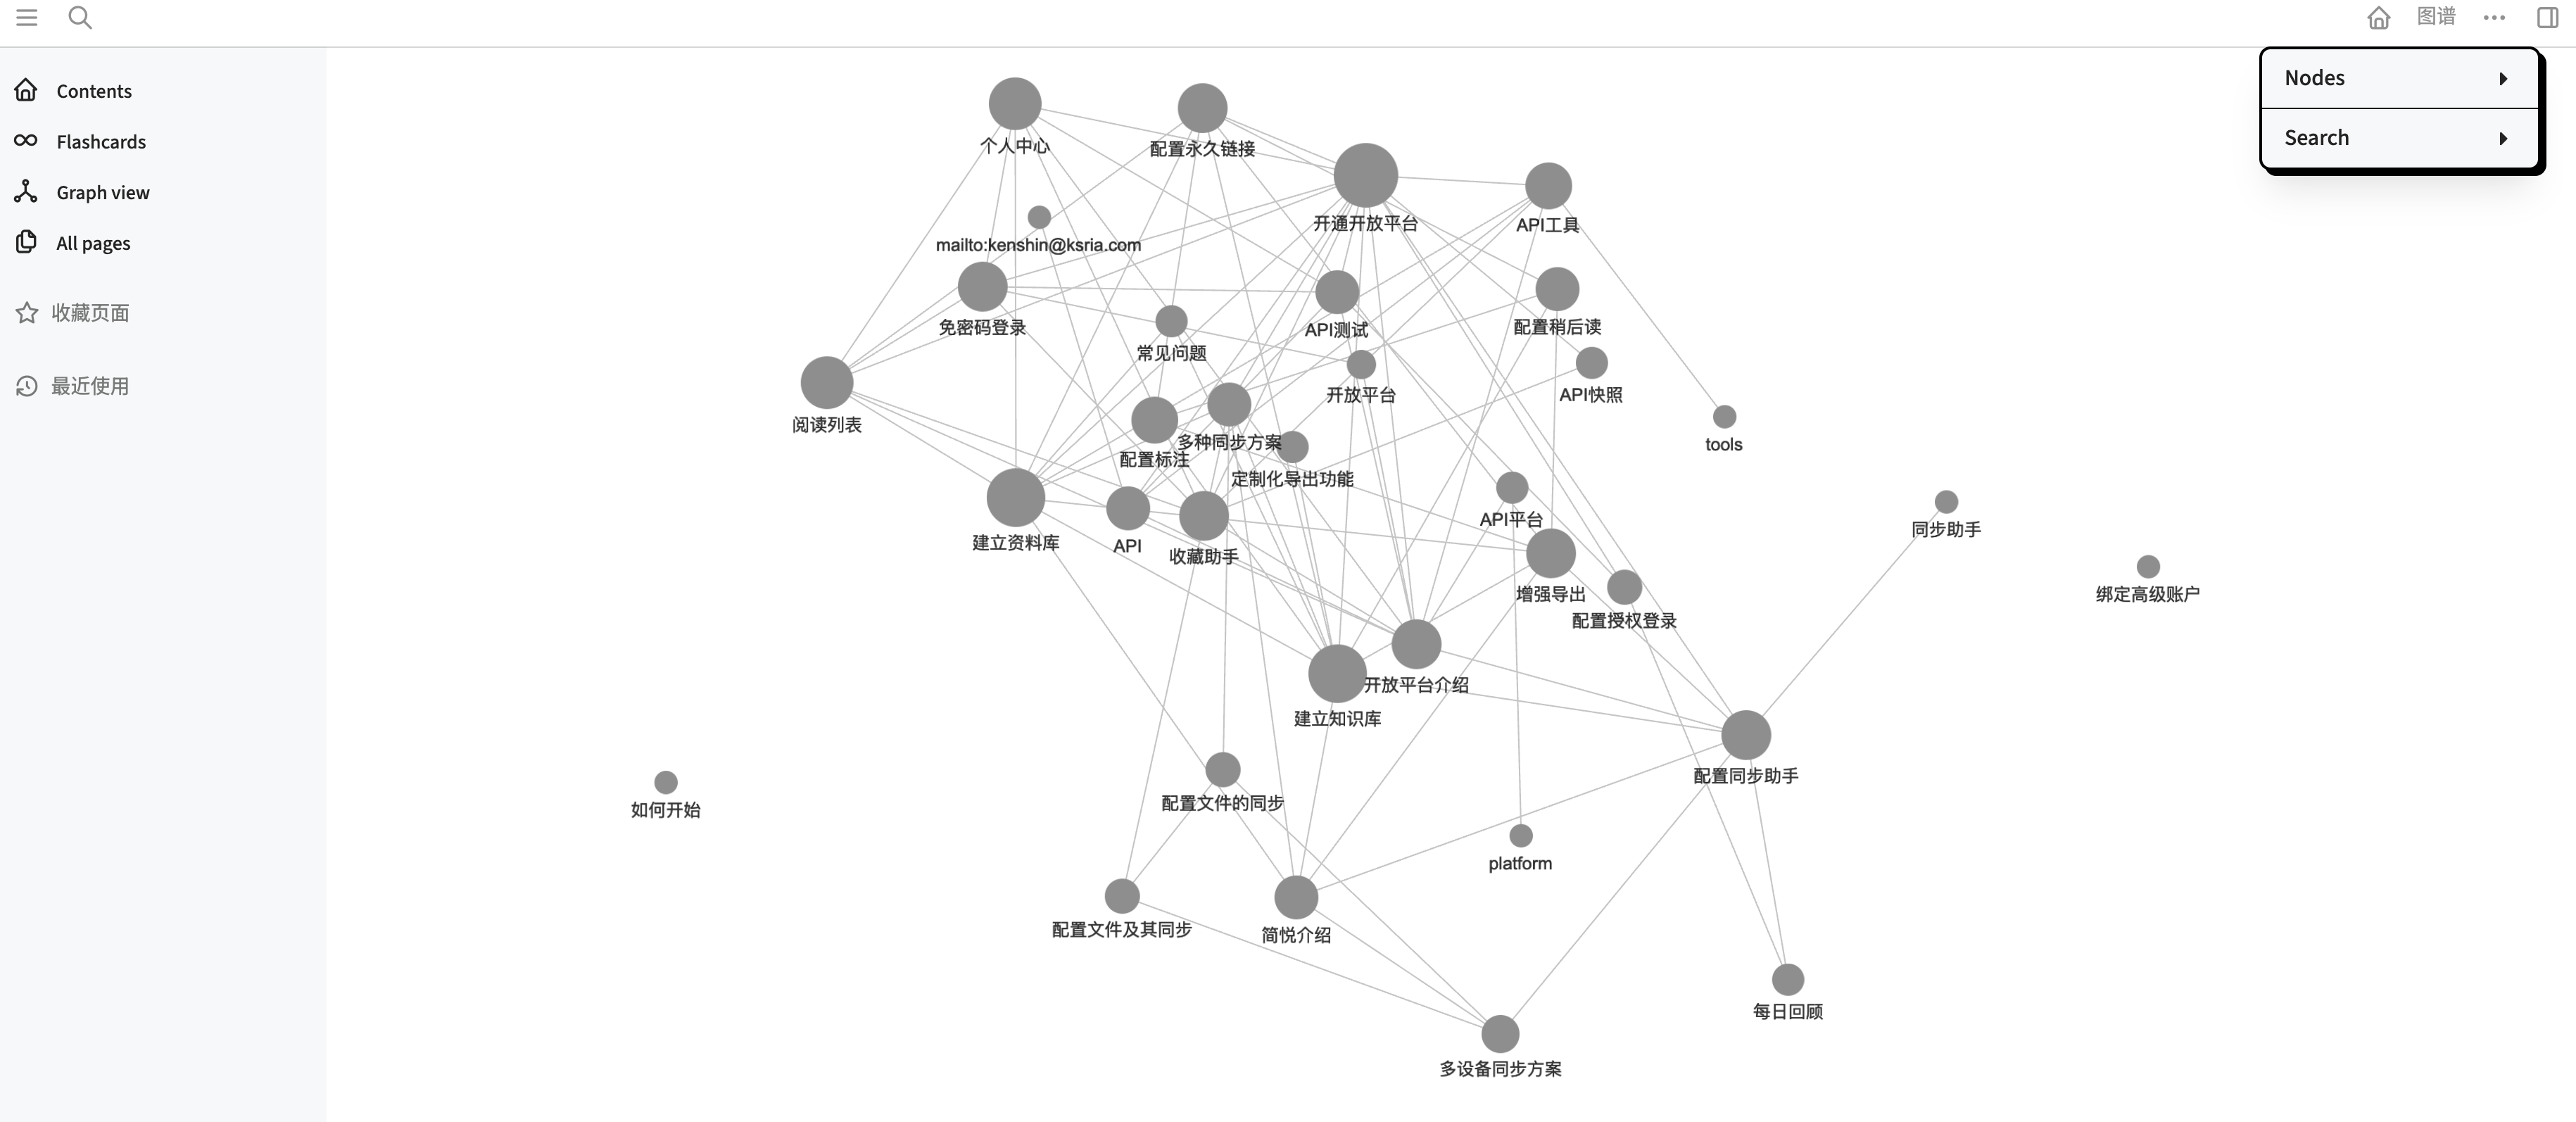 图谱
Nodes
Search
Contents
Flashcards
Graph view
All pages
收藏页面
最近使用
个人中心
配置永久链接
开通开放平台
API工具
mailto:kenshin@ksria.com
免密码登录
API测试
配置稍后读
常见问题
开放平台
API快照
阅读列表
多种同步方案
tools
配置标注
定制化导出功能
API平台
同步助手
建立资料库
API
收藏助手
增强导出
绑定高级账户
配置授权登录
开放平台介绍
建立知识库
配置同步助手
配置文件的同步
如何开始
platform
配置文件及其同步
简悦介绍
每日回顾
多设备同步方案